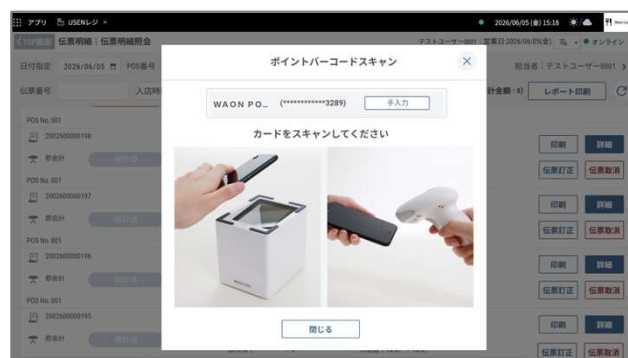 アプリ USENレジ ×
2026/06/05 (金) 15:18
<TOP画面 伝票明細 | 伝票明細照会 テストユーザー0001 営業日:2026/06/05(金) オンライン
日付指定 2026/06/05 POS番号 担当者 | テストユーザー0001
伝票番号 入店時 計金額:0) レポート印刷
ポイントバーコードスキャン ×
WAON PO... (************3289) 手入力
カードをスキャンしてください
閉じる
POS No. 001
2002600000198 印刷 詳細
即会計 伝票訂正 伝票取消
POS No. 001
2002600000197 印刷 詳細
即会計 伝票訂正 伝票取消
POS No. 001
2002600000196 印刷 詳細
即会計 伝票訂正 伝票取消
POS No. 001
2002600000195 印刷 詳細
即会計 伝票訂正 伝票取消